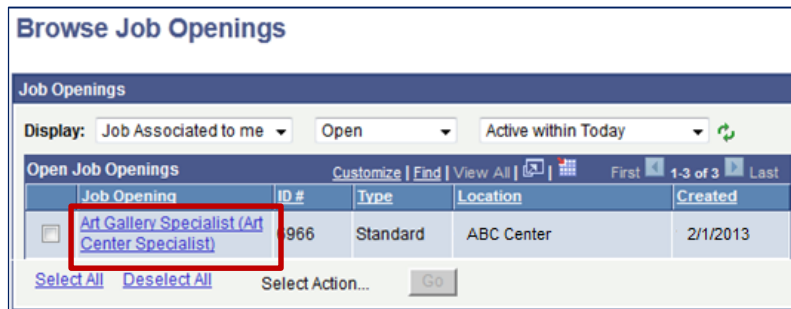 Browse Job Openings
Job Openings
Display: Job Associated to me Open Active within Today
Open Job Openings Customize | Find | View All | | First 1-3 of 3 Last
Job Opening ID # Type Location Created
Art Gallery Specialist (Art
Center Specialist) 6966 Standard ABC Center 2/1/2013
Select All Deselect All Select Action... Go